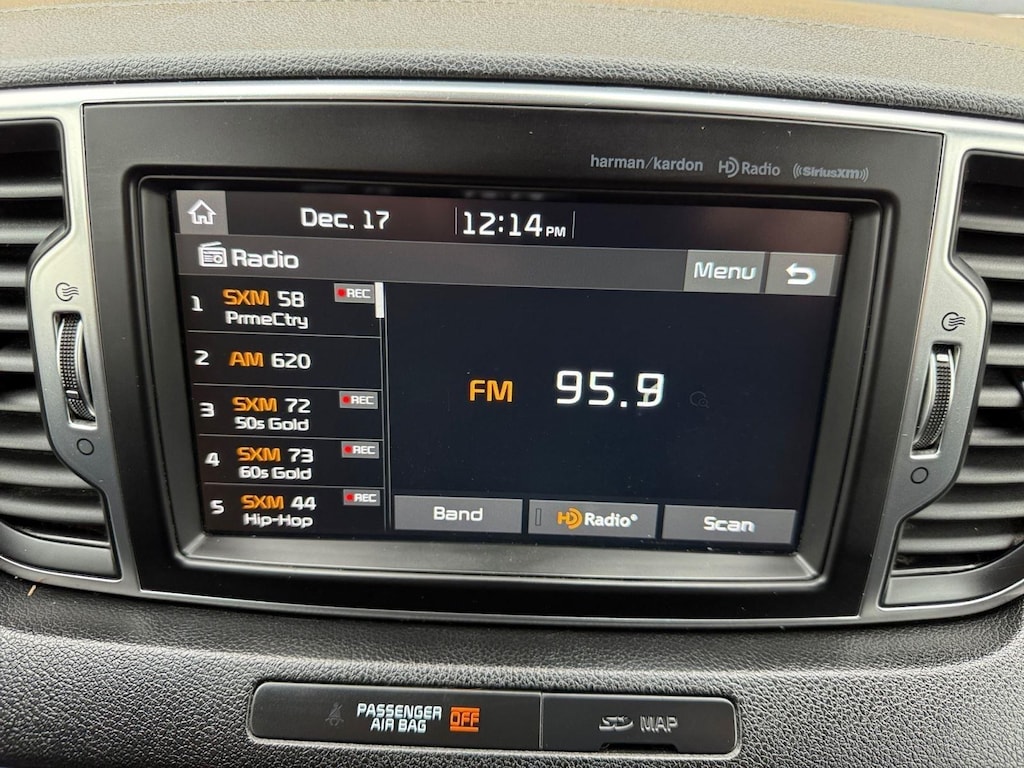 harman/kardon HD Radio ((SiriusXM))
Dec. 17 12:14 PM
Radio
Menu
1 SXM 58 REC
PrmeCtry
2 AM 620
3 SXM 72 REC
50s Gold
4 SXM 73 REC
60s Gold
5 SXM 44 REC
Hip-Hop
FM 95.9
Band
HD Radio®
Scan
PASSENGER
AIR BAG OFF
SD MAP